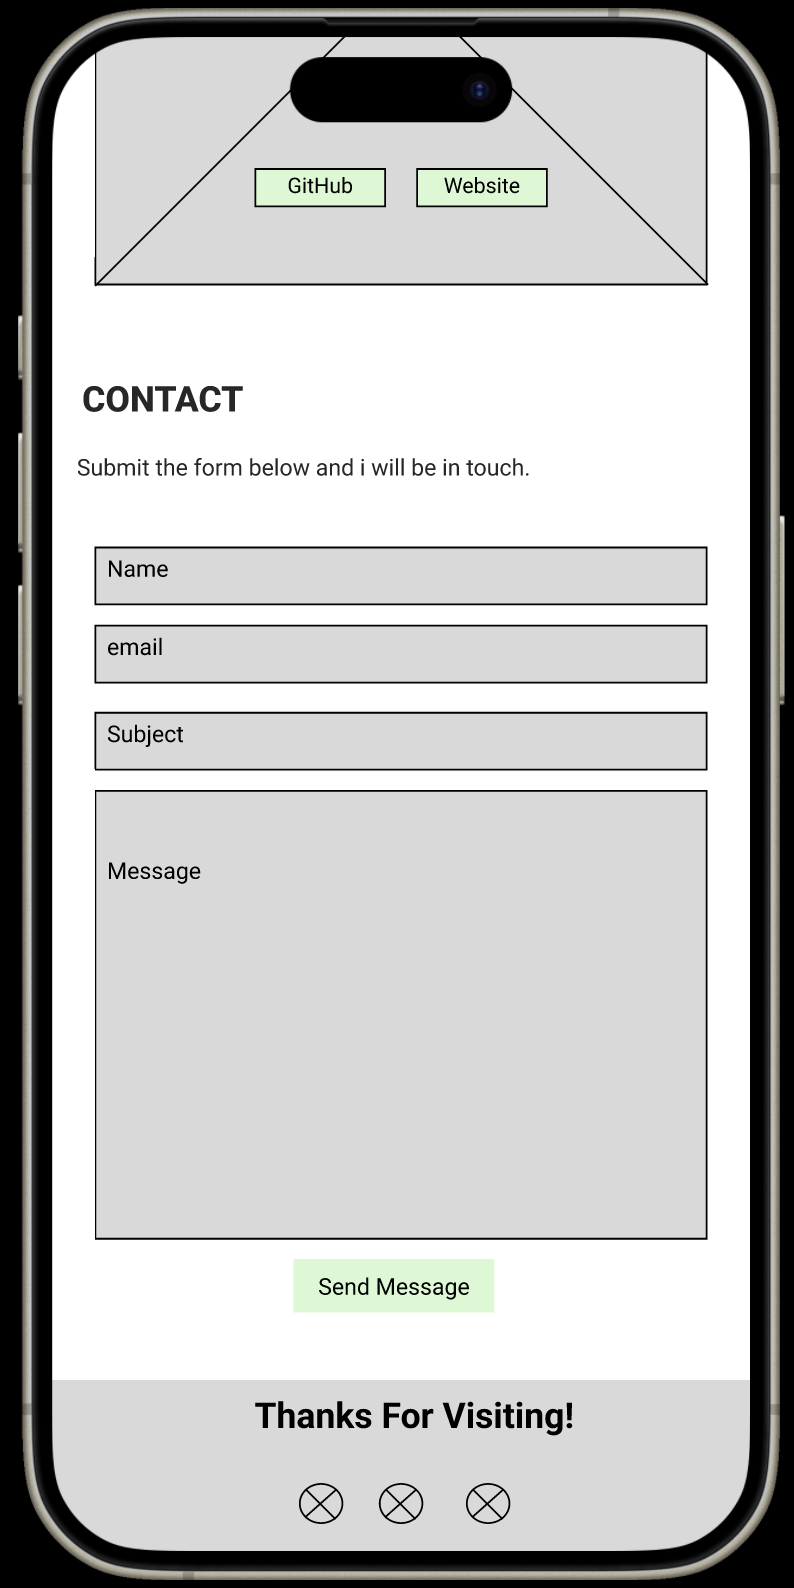 GitHub
Website
CONTACT
Submit the form below and i will be in touch.
Name
email
Subject
Message
Send Message
Thanks For Visiting!